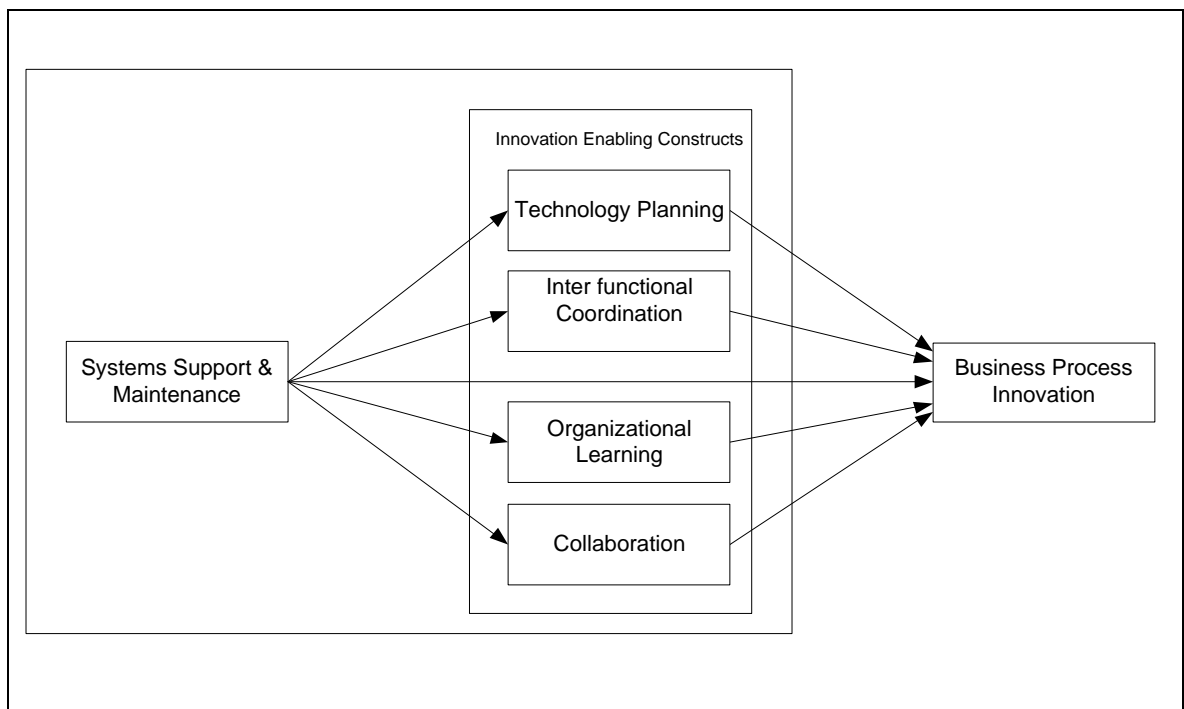 Innovation Enabling Constructs
Technology Planning
Inter functional
Coordination
Systems Support &
Maintenance
Business Process
Innovation
Organizational
Learning
Collaboration